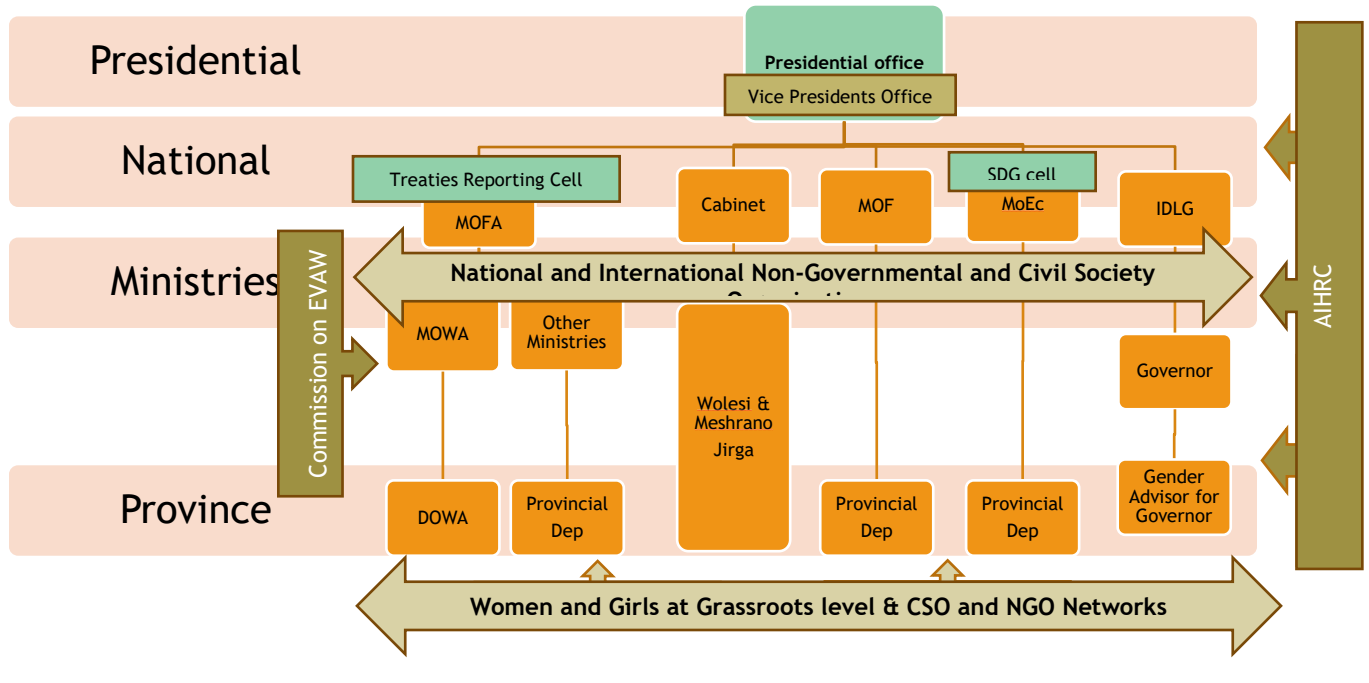 Presidential
Presidential office
Vice Presidents Office
National
Treaties Reporting Cell
MOFA
Cabinet
MOF
SDG cell
MoEc
IDLG
Ministries
National and International Non-Governmental and Civil Society
Commission on EVAW
AIHRC
MOWA
Other
Ministries
Wolesi &
Meshrano
Jirga
Governor
Province
DOWA
Provincial
Dep
Provincial
Dep
Provincial
Dep
Gender
Advisor for
Governor
Women and Girls at Grassroots level & CSO and NGO Networks